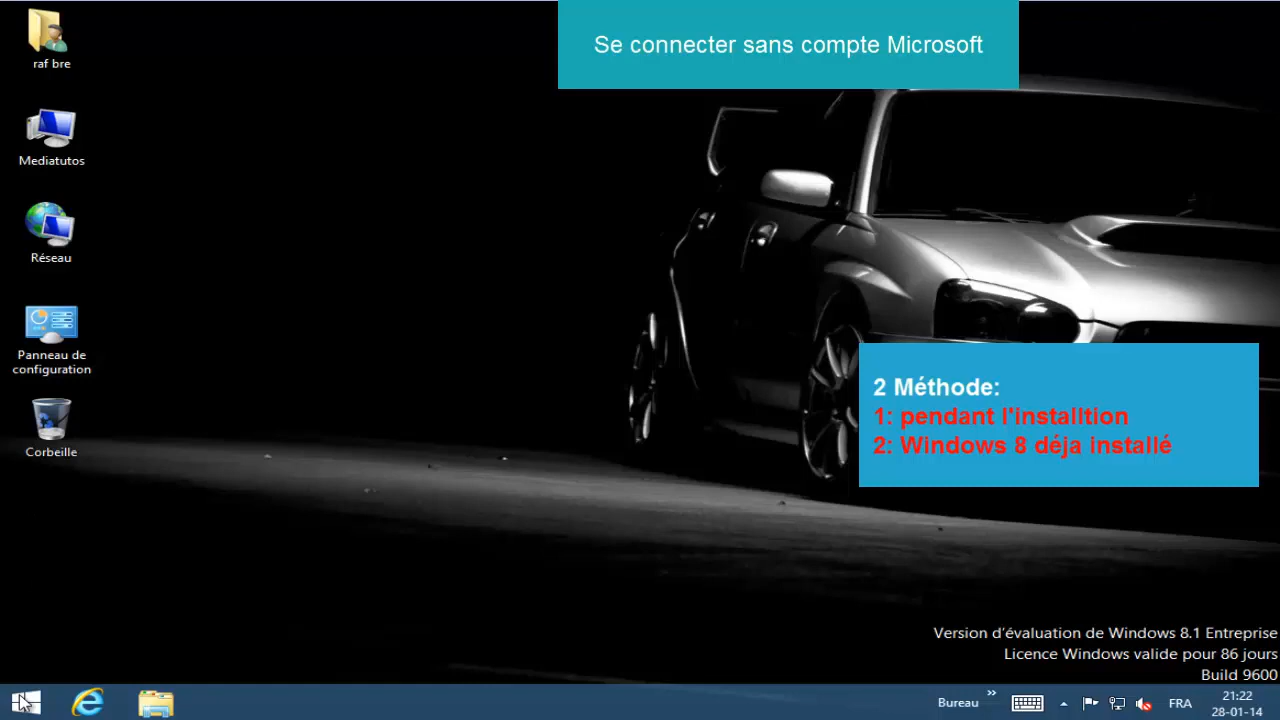 Se connecter sans compte Microsoft
raf bre
Mediatutos
Réseau
Panneau de
configuration
Corbeille
2 Méthode:
1: pendant l'installtion
2: Windows 8 déja installé
Version d'évaluation de Windows 8.1 Entreprise
Licence Windows valide pour 86 jours
Build 9600
Bureau
FRA
21:22
28-01-14